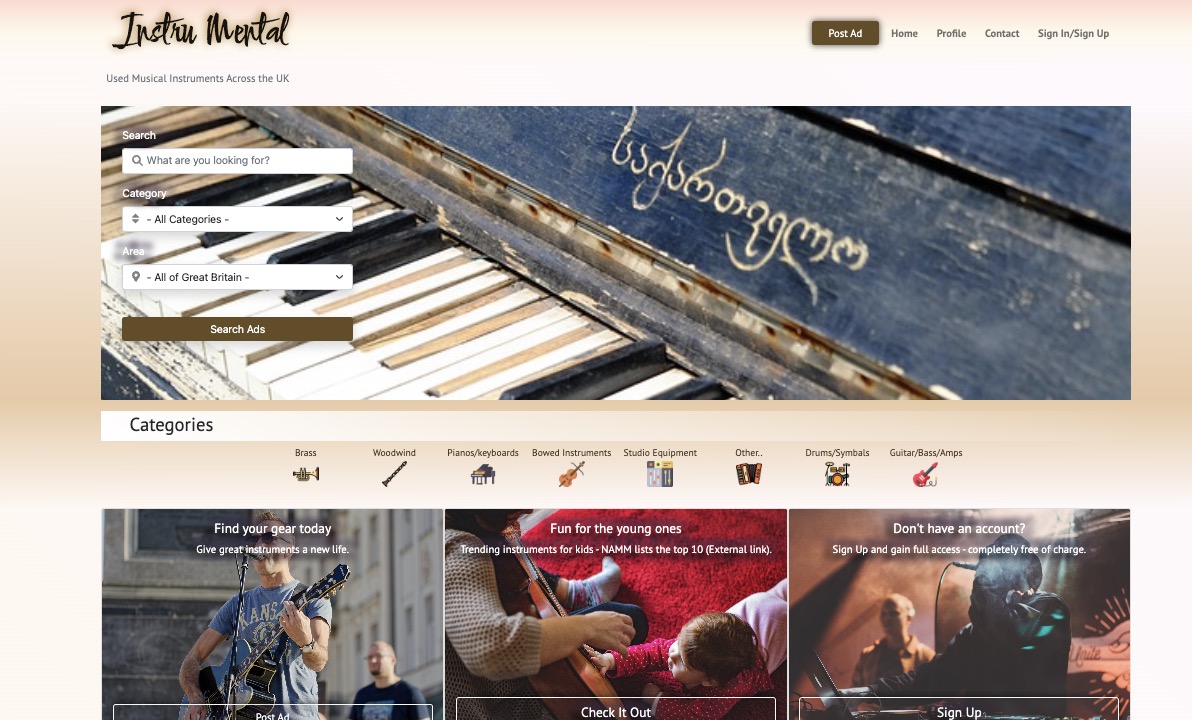 Instru Mental
Post Ad
Home
Profile
Contact
Sign In/Sign Up
Used Musical Instruments Across the UK
Search
What are you looking for?
Category
- All Categories -
Area
- All of Great Britain -
Search Ads
საქართველო
Categories
Brass
Woodwind
Pianos/keyboards
Bowed Instruments
Studio Equipment
Other..
Drums/Symbals
Guitar/Bass/Amps
Find your gear today
Give great instruments a new life.
KANSAS
Post Ad
Fun for the young ones
Trending instruments for kids - NAMM lists the top 10 (External link).
Check It Out
Don't have an account?
Sign Up and gain full access - completely free of charge.
Sign Up